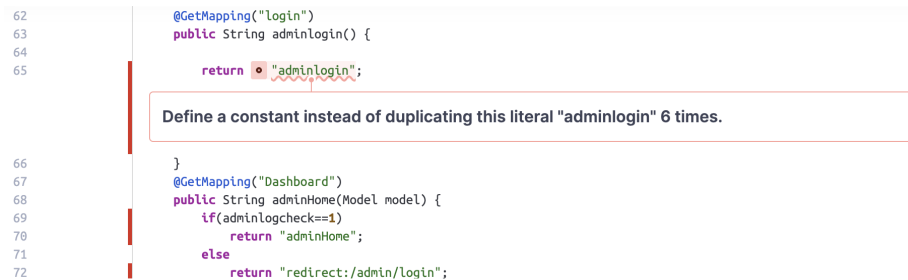 62 @GetMapping("login")
63 public String adminlogin() {
64
65 return "adminlogin";
Define a constant instead of duplicating this literal "adminlogin" 6 times.
66 }
67 @GetMapping("Dashboard")
68 public String adminHome(Model model) {
69 if(adminlogcheck==1)
70 return "adminHome";
71 else
72 return "redirect:/admin/login";